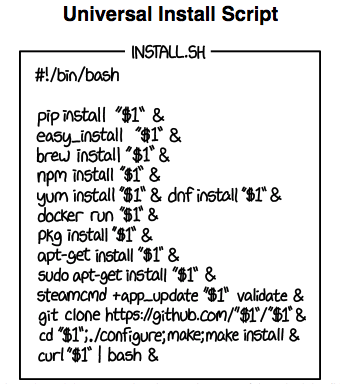 Universal Install Script
INSTALL.SH
#!/bin/bash
pip install "$1" &
easy_install "$1" &
brew install "$1" &
npm install "$1" &
yum install "$1" & dnf install "$1" &
docker run "$1" &
pkg install "$1" &
apt-get install "$1" &
sudo apt-get install "$1" &
steamcmd +app_update "$1" validate &
git clone https://github.com/"$1"/"$1" &
cd "$1";./configure;make;make install &
curl "$1" | bash &